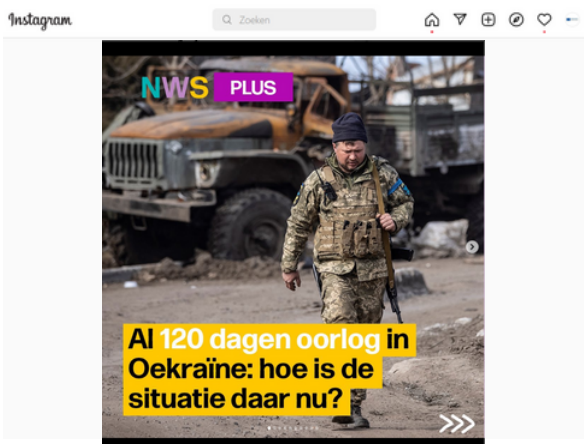 Instagram
Zoeken
NWS PLUS
Al 120 dagen oorlog in
Oekraïne: hoe is de
situatie daar nu?